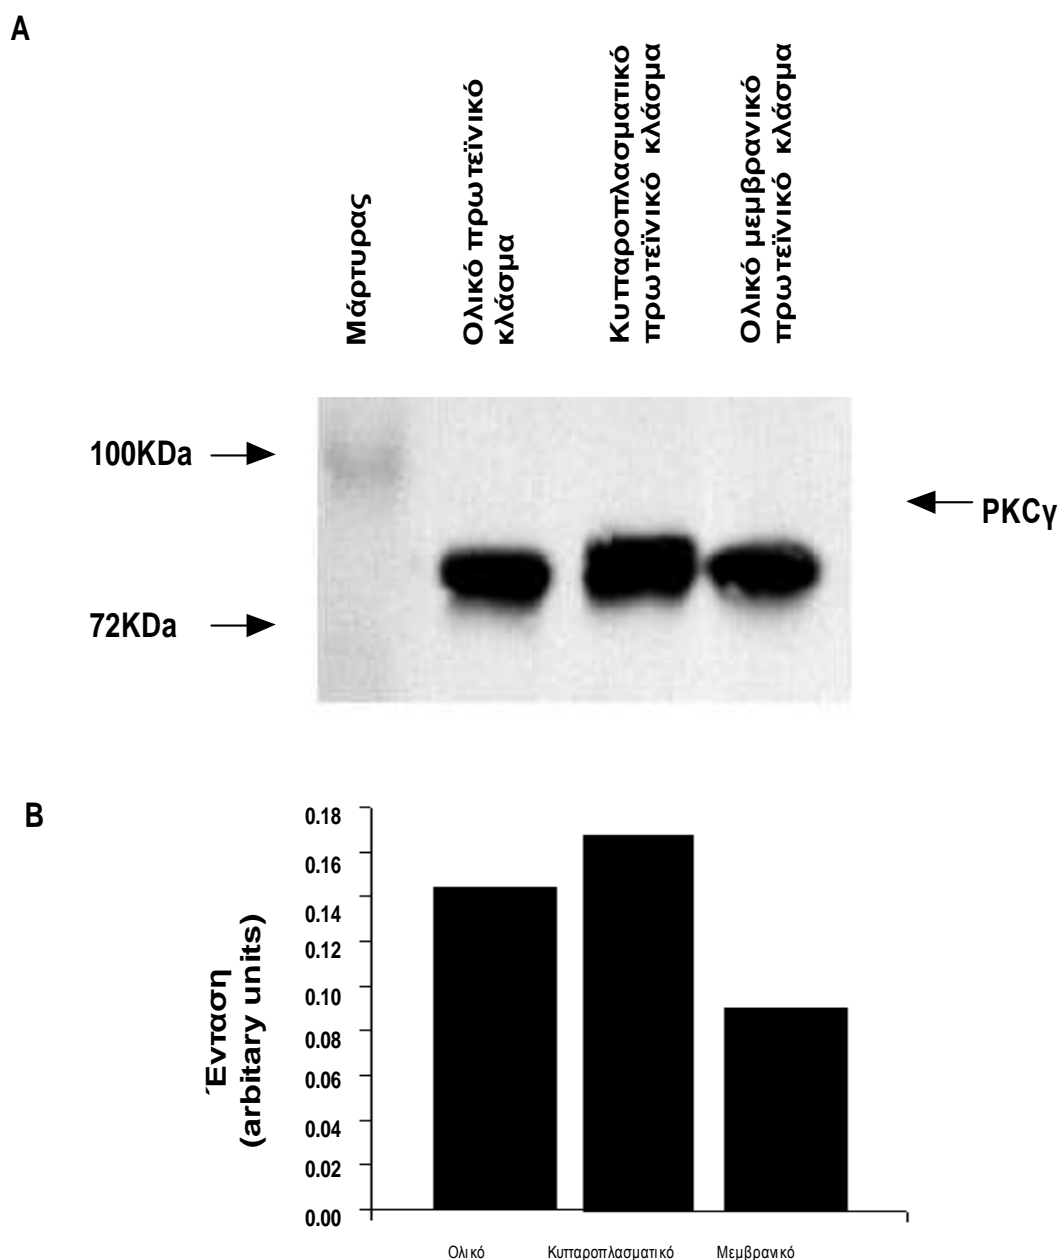 A
Μάρτυρας
Ολικό πρωτεϊνικό
κλάσμα
Κυτταροπλασματικό
πρωτεϊνικό κλάσμα
Ολικό μεμβρανικό
πρωτεϊνικό κλάσμα
100KDa
PKCγ
72KDa
B
Ένταση
(arbitary units)
0.18
0.16
0.14
0.12
0.10
0.08
0.06
0.04
0.02
0.00
Ολικό Κυτταροπλασματικό Μεμβρανικό